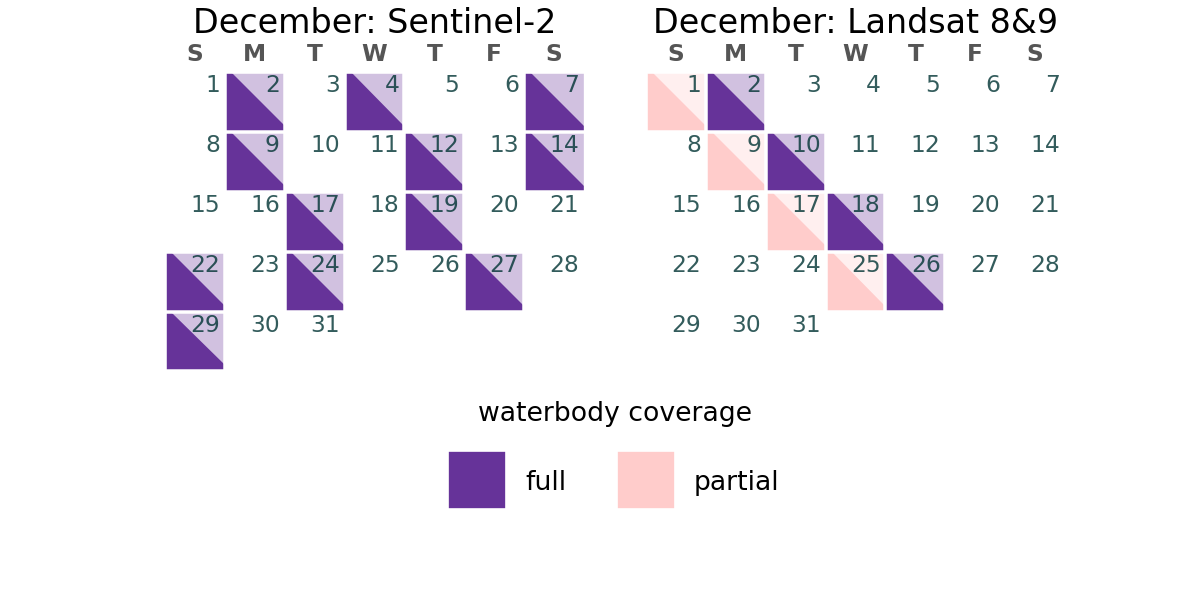 December: Sentinel-2
S M T W T F S
1 2 3 4 5 6 7
8 9 10 11 12 13 14
15 16 17 18 19 20 21
22 23 24 25 26 27 28
29 30 31
December: Landsat 8&9
S M T W T F S
1 2 3 4 5 6 7
8 9 10 11 12 13 14
15 16 17 18 19 20 21
22 23 24 25 26 27 28
29 30 31
waterbody coverage
full partial